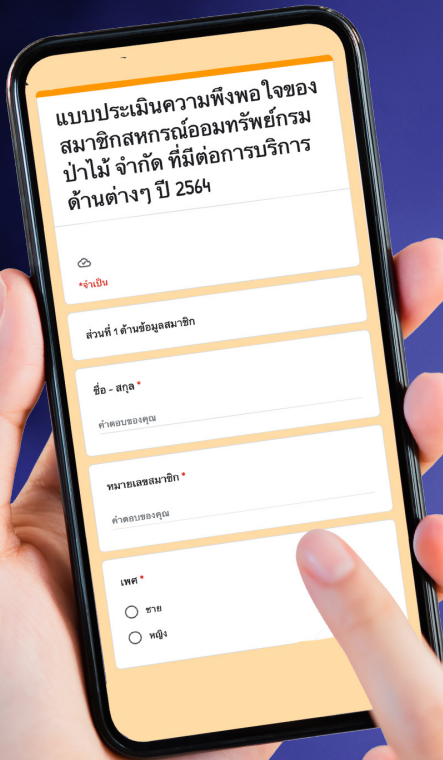 แบบประเมินความพึงพอใจของ
สมาชิกสหกรณ์ออมทรัพย์กรม
ป่าไม้ จำกัด ที่มีต่อการบริการ
ด้านต่างๆ ปี 2564
*จำเป็น
ส่วนที่ 1 ด้านข้อมูลสมาชิก
ชื่อ - สกุล *
คำตอบของคุณ
หมายเลขสมาชิก *
คำตอบของคุณ
เพศ *
ชาย
หญิง